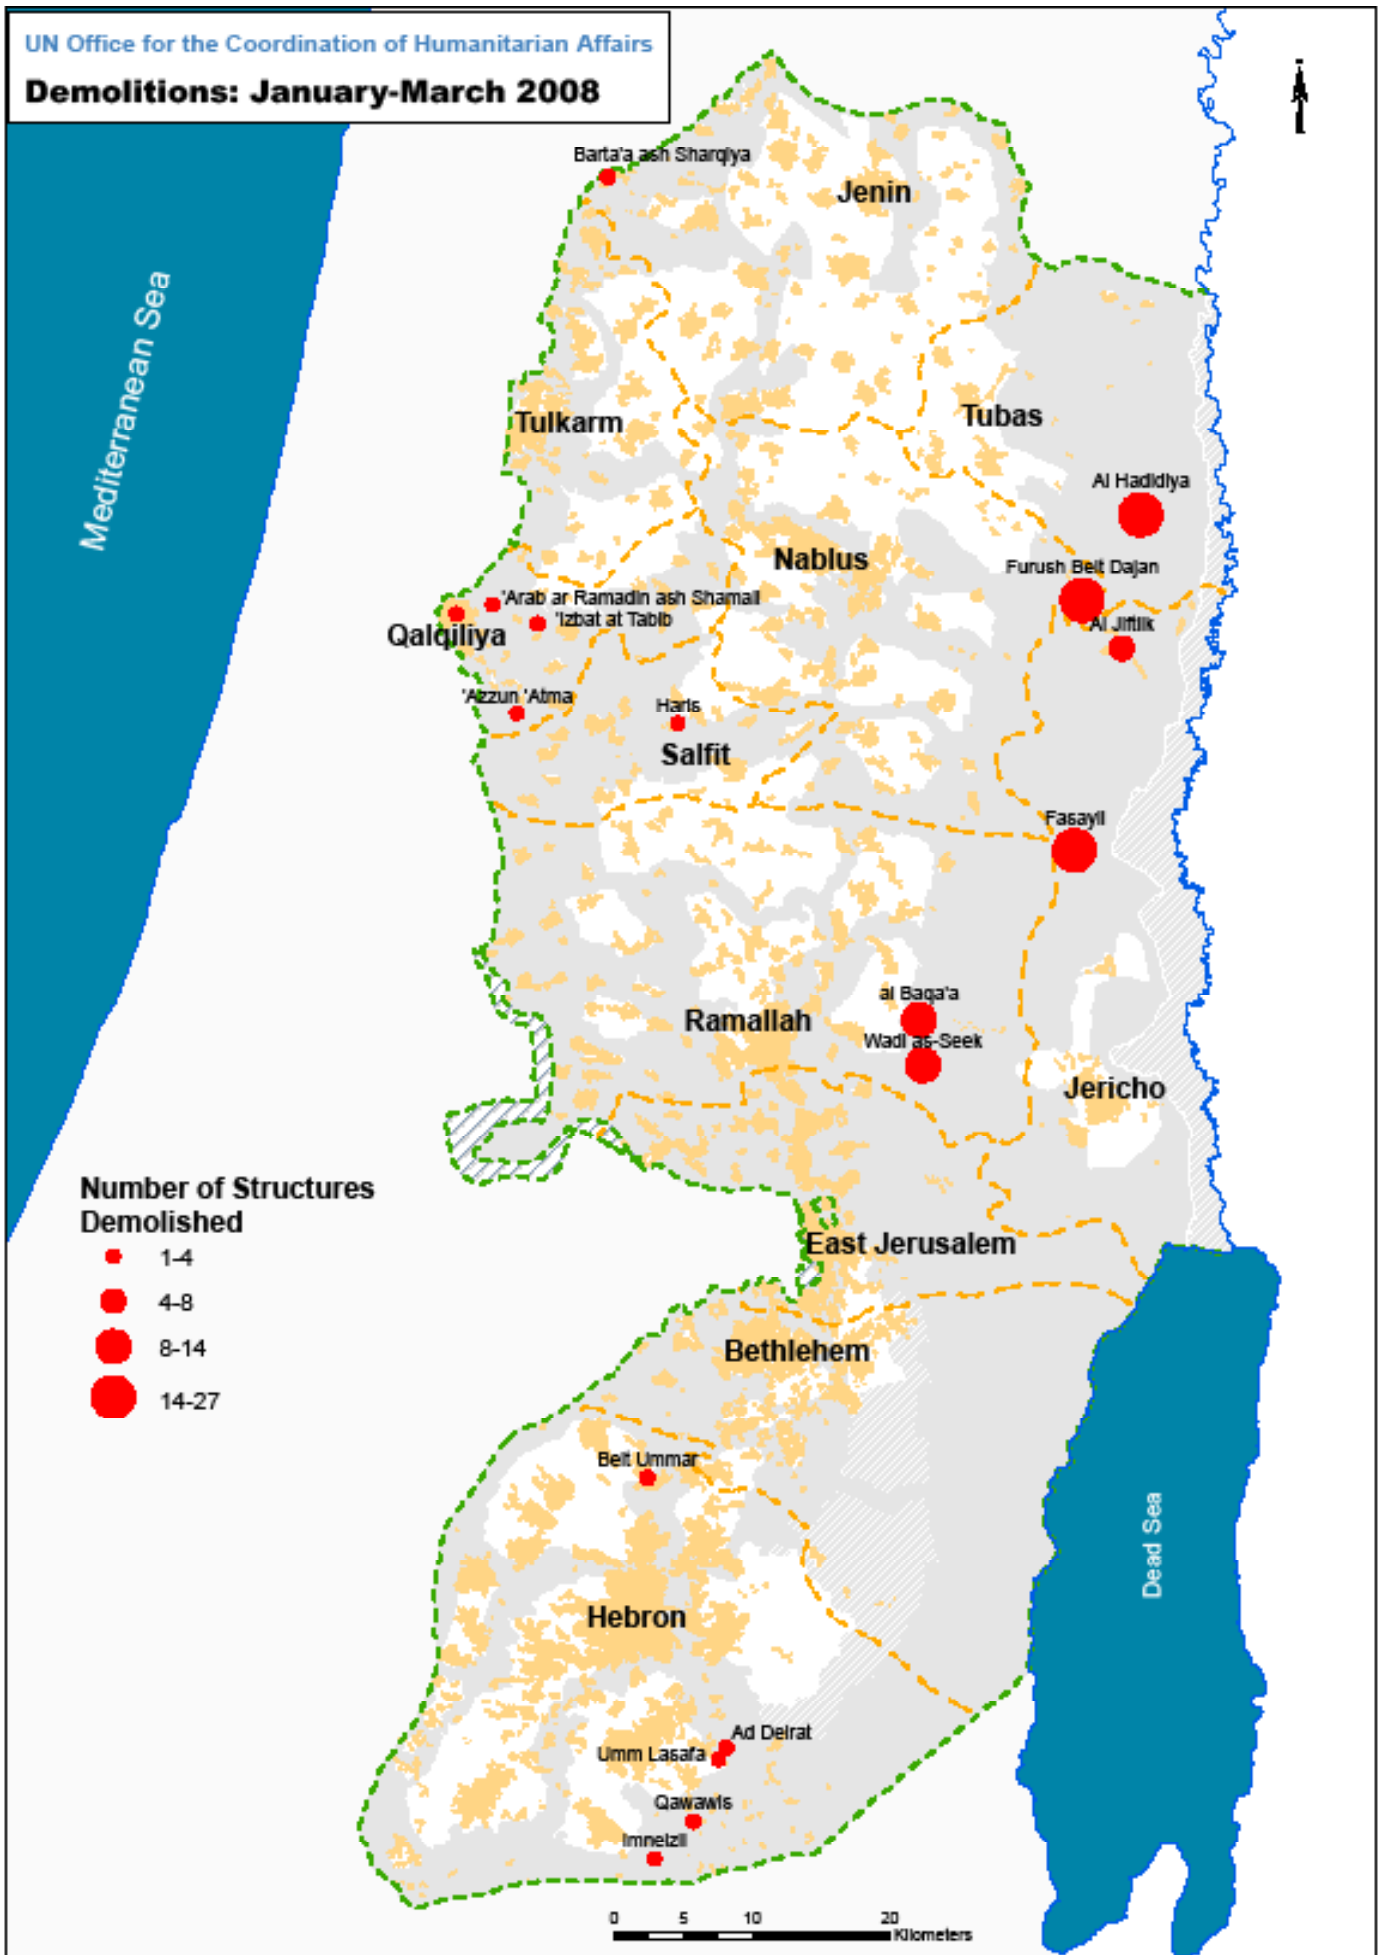 UN Office for the Coordination of Humanitarian Affairs
Demolitions: January-March 2008
Mediterranean Sea
Barta'a ash Sharqiya
Jenin
Tulkarm
Tubas
Al Hadidiya
Nablus
Furush Beit Dajan
'Arab ar Ramadin ash Shamali
'Izbat at Tabib
Al Jiftlik
Qalqiliya
'Azzun 'Atma
Haris
Salfit
Fasayil
al Baqa'a
Ramallah
Wadi as-Seek
Jericho
Number of Structures
Demolished
1-4
4-8
8-14
14-27
East Jerusalem
Bethlehem
Beit Ummar
Dead Sea
Hebron
Ad Deirat
Umm Lasafa
Qawawis
Imneizil
0 5 10 20
Kilometers